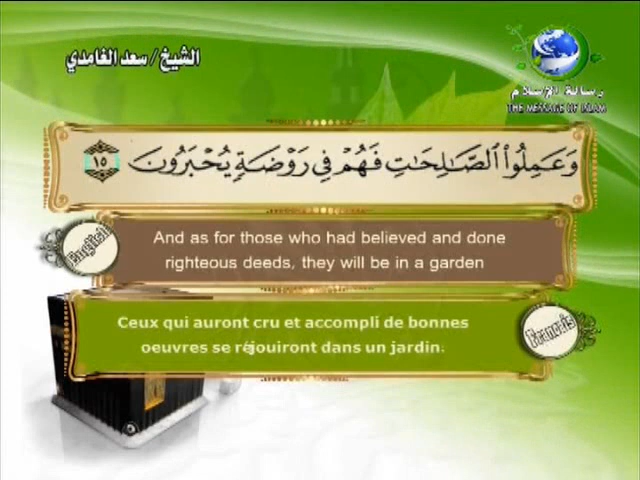 الشيخ / سعد الغامدي
رسالة الإسلام
THE MESSAGE OF ISLAM
وَعَمِلُوا۟ ٱلصَّـٰلِحَـٰتِ فَهُمْ فِى رَوْضَةٍ يُحْبَرُونَ ١٥
English
And as for those who had believed and done
righteous deeds, they will be in a garden
Ceux qui auront cru et accompli de bonnes
oeuvres se réjouiront dans un jardin.
Francais